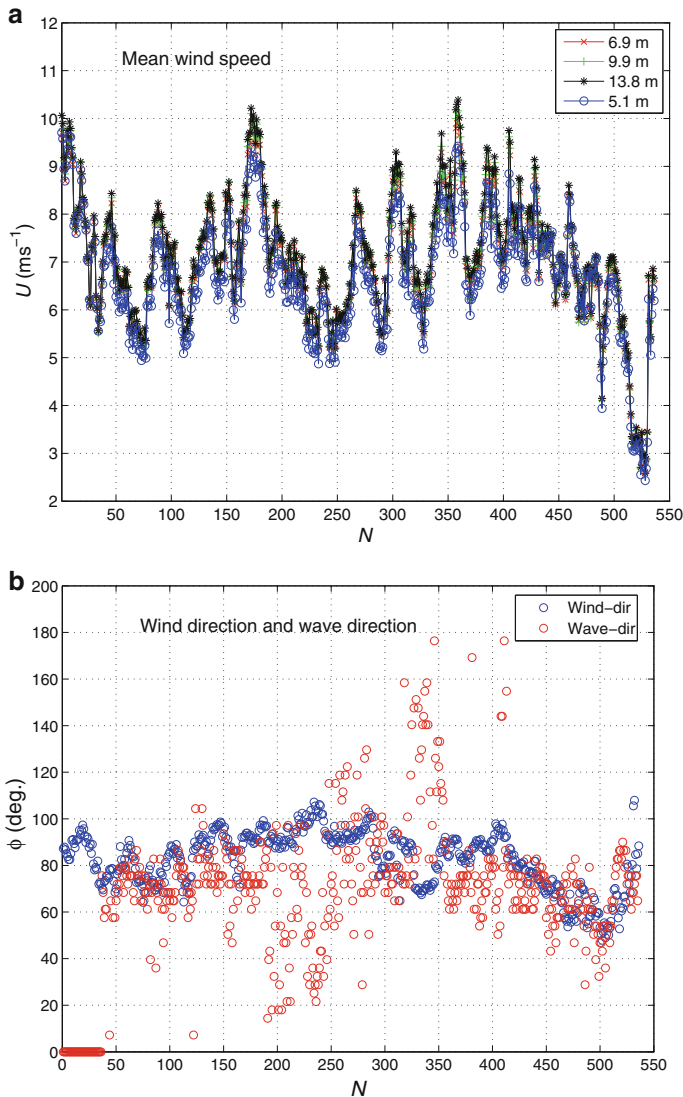 a
12
11
10
9
8
7
6
5
4
3
2
U (ms⁻¹)
Mean wind speed
6.9 m
9.9 m
13.8 m
5.1 m
50 100 150 200 250 300 350 400 450 500 550
N
b
200
180
160
140
120
100
80
60
40
20
0
ϕ (deg.)
Wind direction and wave direction
Wind–dir
Wave–dir
0 50 100 150 200 250 300 350 400 450 500 550
N